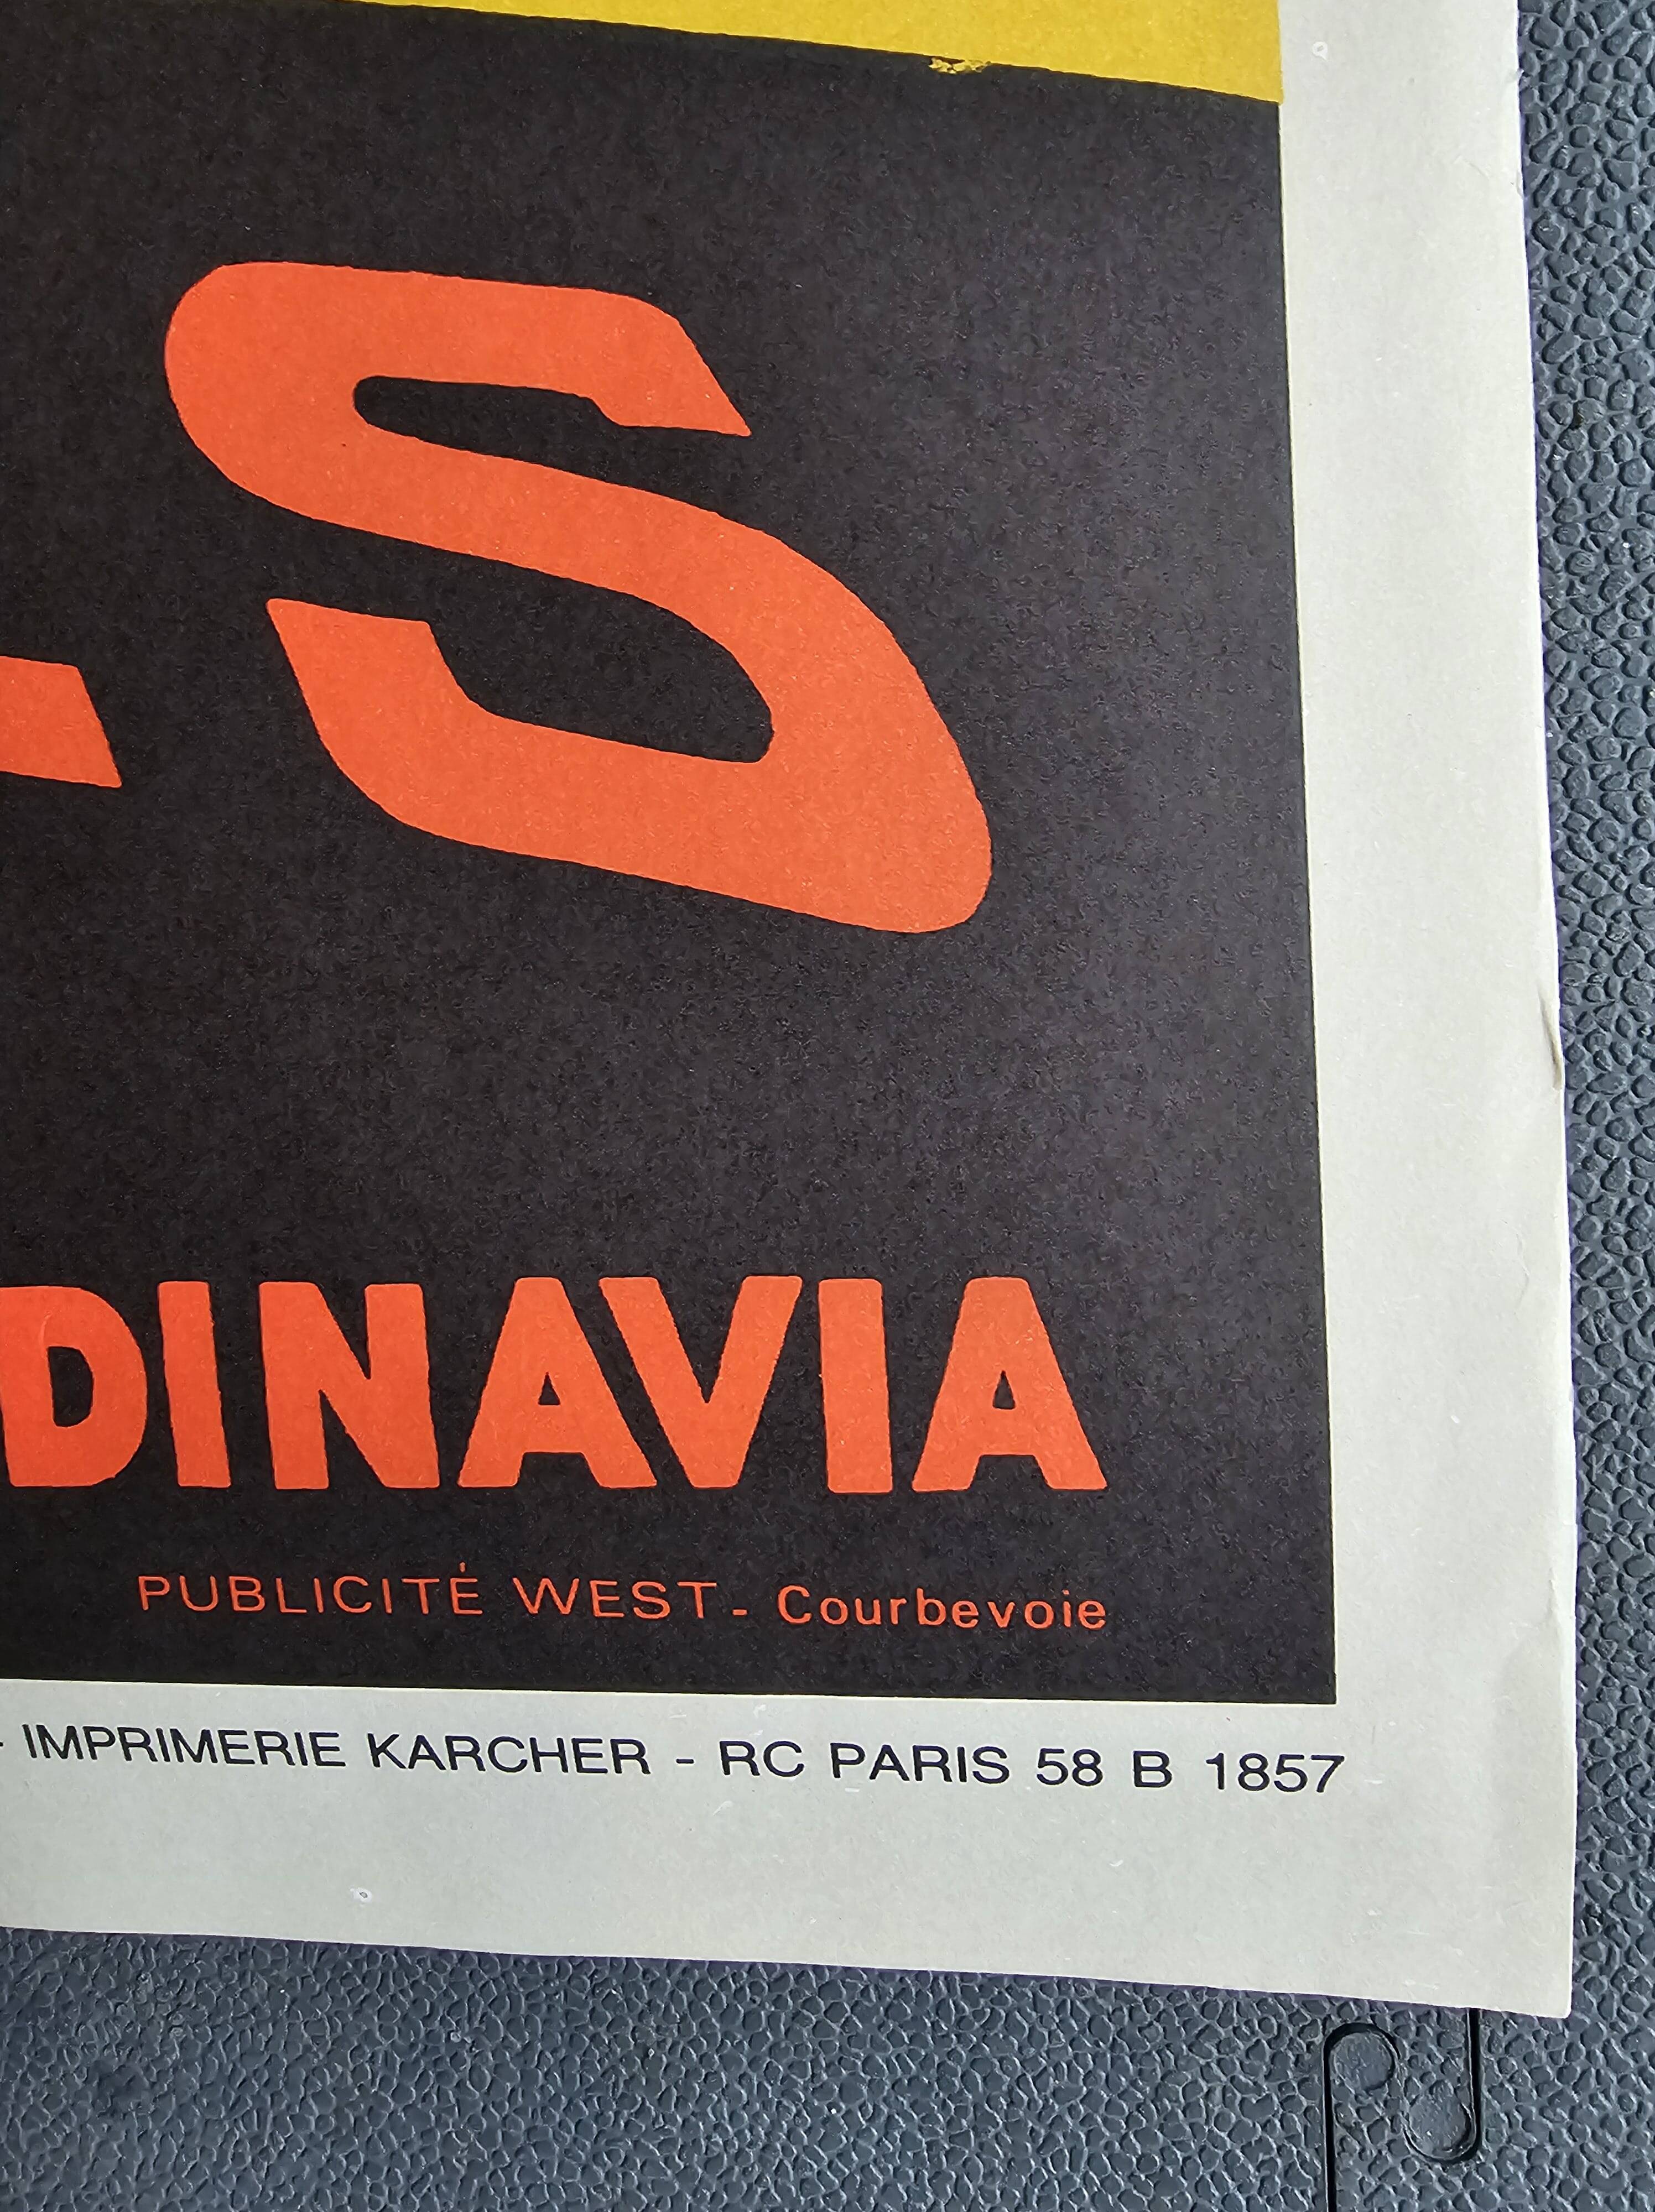 S
DINAVIA
PUBLICITÉ WEST - Courbevoie
- IMPRIMERIE KARCHER - RC PARIS 58 B 1857